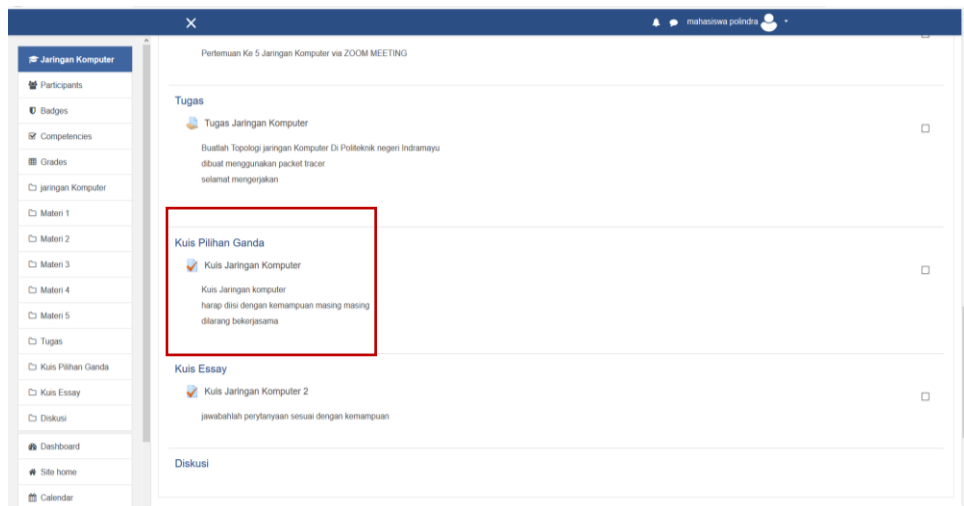 mahasiswa polindra
Jaringan Komputer
Participants
Badges
Competencies
Grades
jaringan Komputer
Materi 1
Materi 2
Materi 3
Materi 4
Materi 5
Tugas
Kuis Pilihan Ganda
Kuis Essay
Diskusi
Dashboard
Site home
Calendar
Pertemuan Ke 5 Jaringan Komputer via ZOOM MEETING
Tugas
Tugas Jaringan Komputer
Buatlah Topologi jaringan Komputer Di Politeknik negeri Indramayu
dibuat menggunakan packet tracer
selamat mengerjakan
Kuis Pilihan Ganda
Kuis Jaringan Komputer
Kuis Jaringan komputer
harap diisi dengan kemampuan masing masing
dilarang bekerjasama
Kuis Essay
Kuis Jaringan Komputer 2
jawabahlah perytanyaan sesuai dengan kemampuan
Diskusi